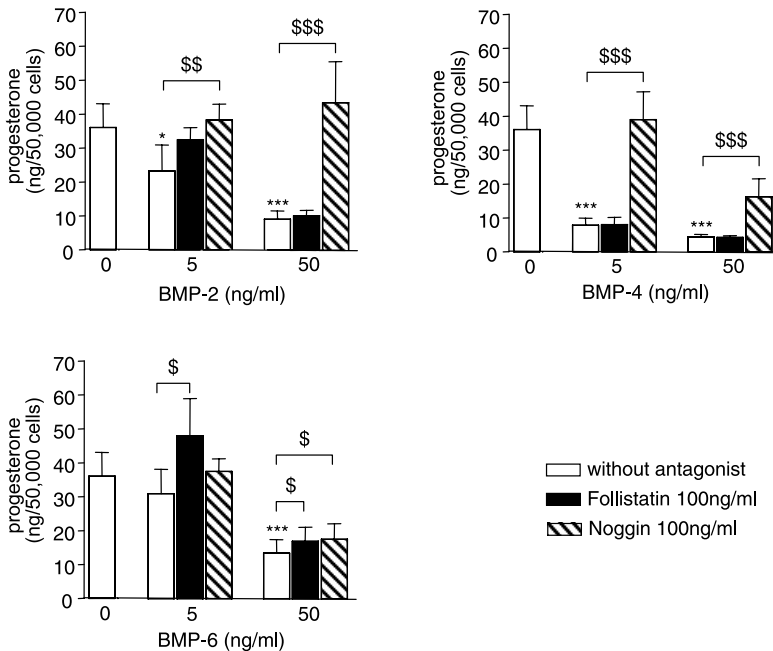 70
60
50
40
30
20
10
0
progesterone
(ng/50,000 cells)
*
$$
***
$$$
0 5 50
BMP-2 (ng/ml)
70
60
50
40
30
20
10
0
progesterone
(ng/50,000 cells)
***
$$$
***
$$$
0 5 50
BMP-4 (ng/ml)
70
60
50
40
30
20
10
0
progesterone
(ng/50,000 cells)
$
***
$
$
0 5 50
BMP-6 (ng/ml)
without antagonist
Follistatin 100ng/ml
Noggin 100ng/ml